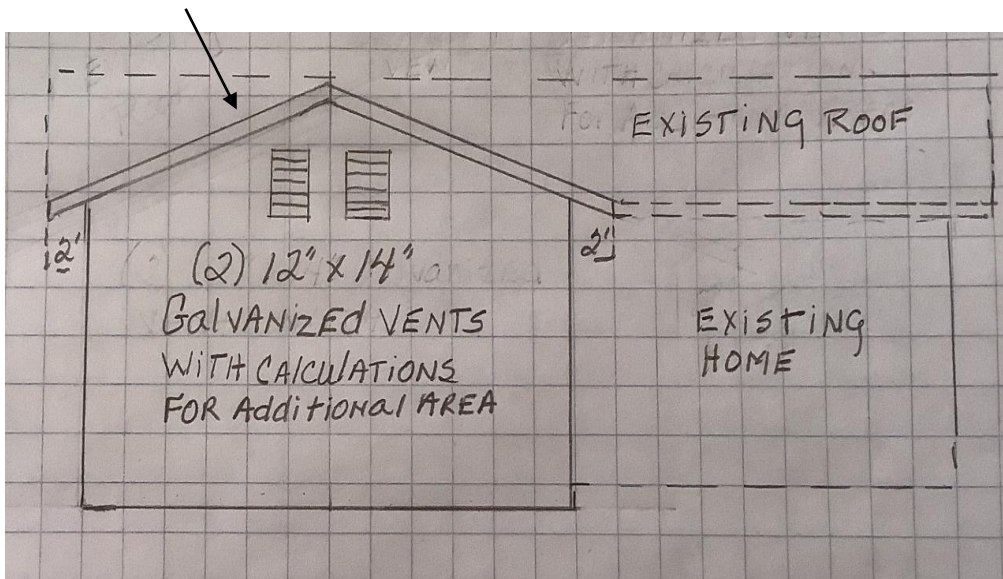 EXISTING ROOF
2'
2'
(2) 12" x 14"
GalVANIZEd VENTS
WITH CAlCUlATIONS
FOR AdditioNal AREA
EXisTiNg
HOME